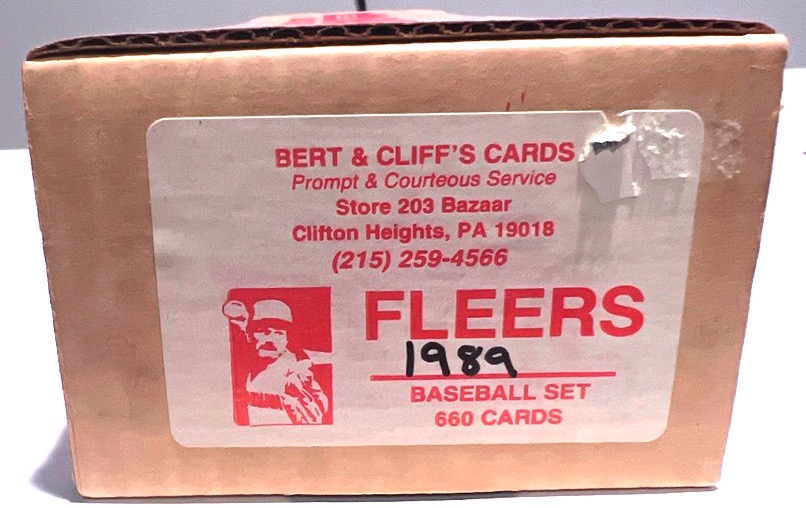 BERT & CLIFF'S CARDS
Prompt & Courteous Service
Store 203 Bazaar
Clifton Heights, PA 19018
(215) 259-4566
FLEERS
1989
BASEBALL SET
660 CARDS